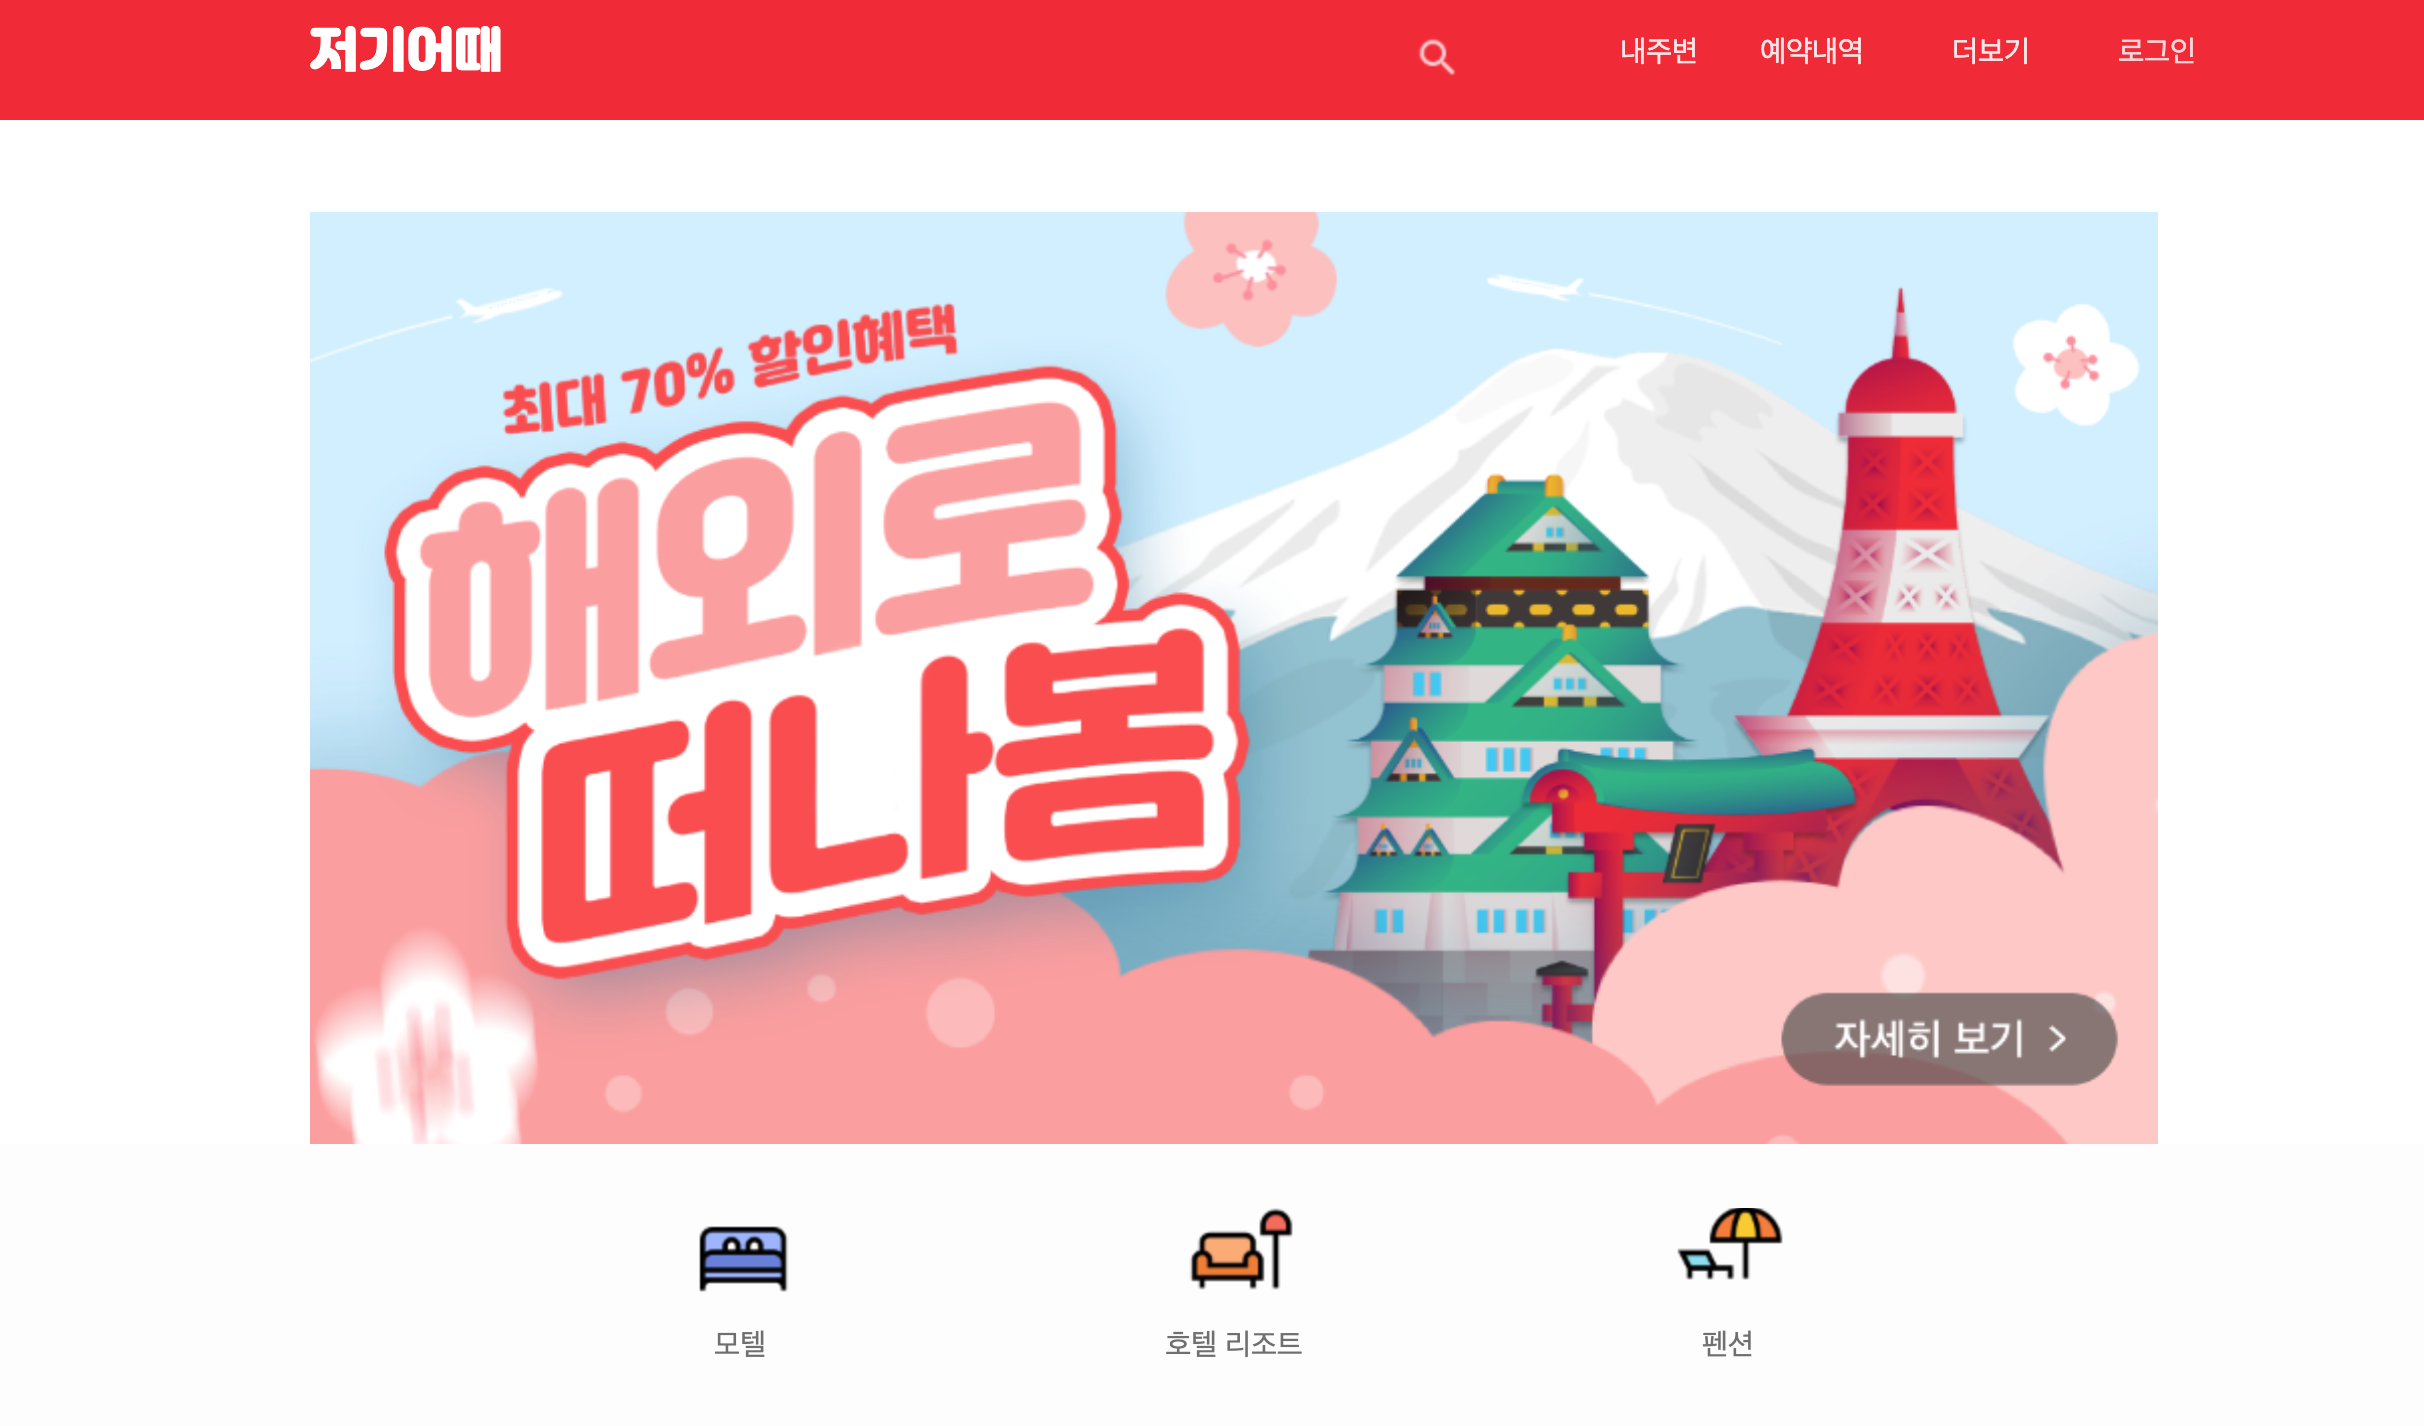 저기어때
내주변 예약내역 더보기 로그인
최대 70% 할인혜택
해외로
떠나봄
자세히 보기 >
모텔 호텔 리조트 펜션